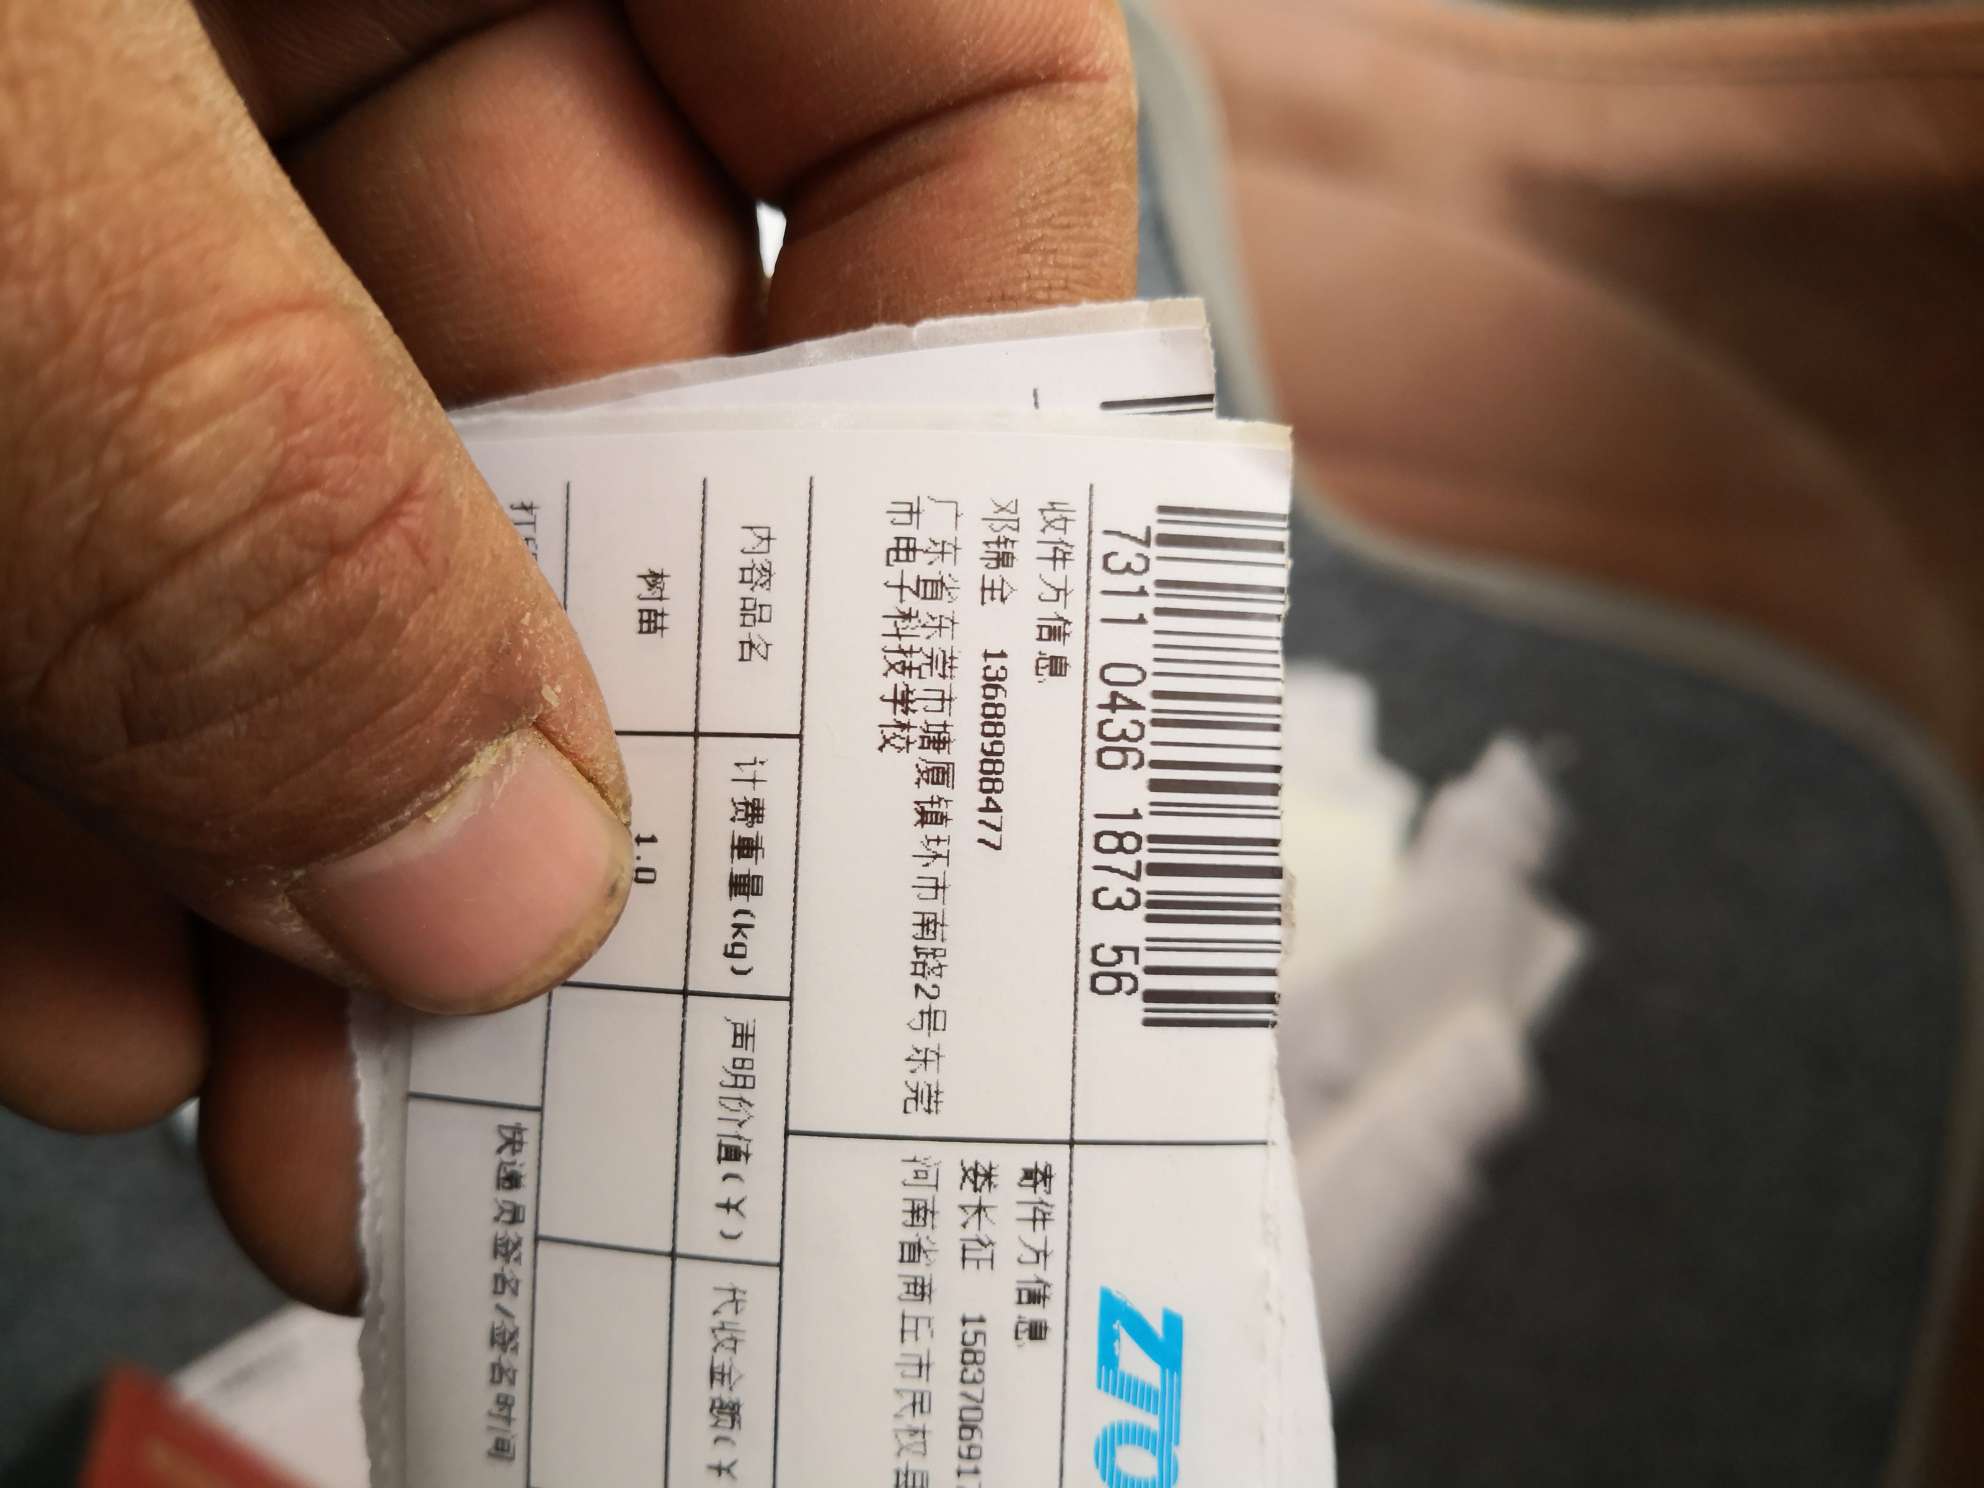 7311 0436 1873 56
ZTO
收件方信息
邓锦全 13688988477
广东省东莞市塘厦镇环市南路2号东莞
市电子科技学校
寄件方信息
娄长征 1583706917
河南省商丘市民权县
内容品名
计费重量(kg)
声明价值(¥)
代收金额(¥
树苗
1.0
快递员签名/签名时间